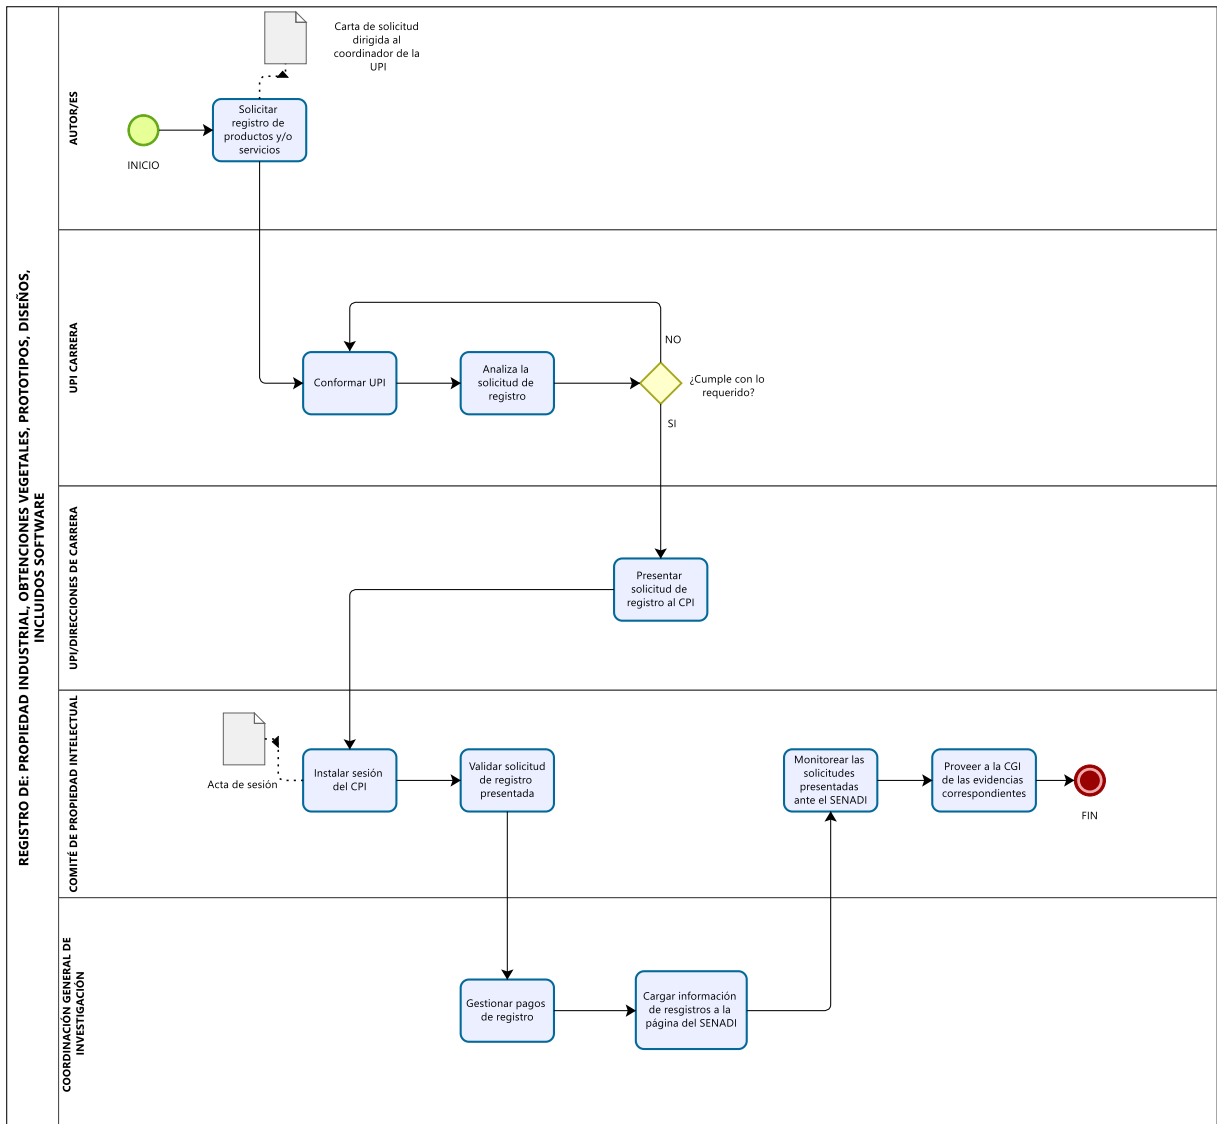 REGISTRO DE: PROPIEDAD INDUSTRIAL, OBTENCIONES VEGETALES, PROTOTIPOS, DISEÑOS,
INCLUIDOS SOFTWARE
AUTOR/ES
Carta de solicitud
dirigida al
coordinador de la
UPI
INICIO
Solicitar
registro de
productos y/o
servicios
UPI CARRERA
Conformar UPI
Analiza la
solicitud de
registro
NO
¿Cumple con lo
requerido?
SI
UPI/DIRECCIONES DE CARRERA
Presentar
solicitud de
registro al CPI
COMITÉ DE PROPIEDAD INTELECTUAL
Acta de sesión
Instalar sesión
del CPI
Validar solicitud
de registro
presentada
Monitorear las
solicitudes
presentadas
ante el SENADI
Proveer a la CGI
de las evidencias
correspondientes
FIN
COORDINACIÓN GENERAL DE
INVESTIGACIÓN
Gestionar pagos
de registro
Cargar información
de resgistros a la
página del SENADI